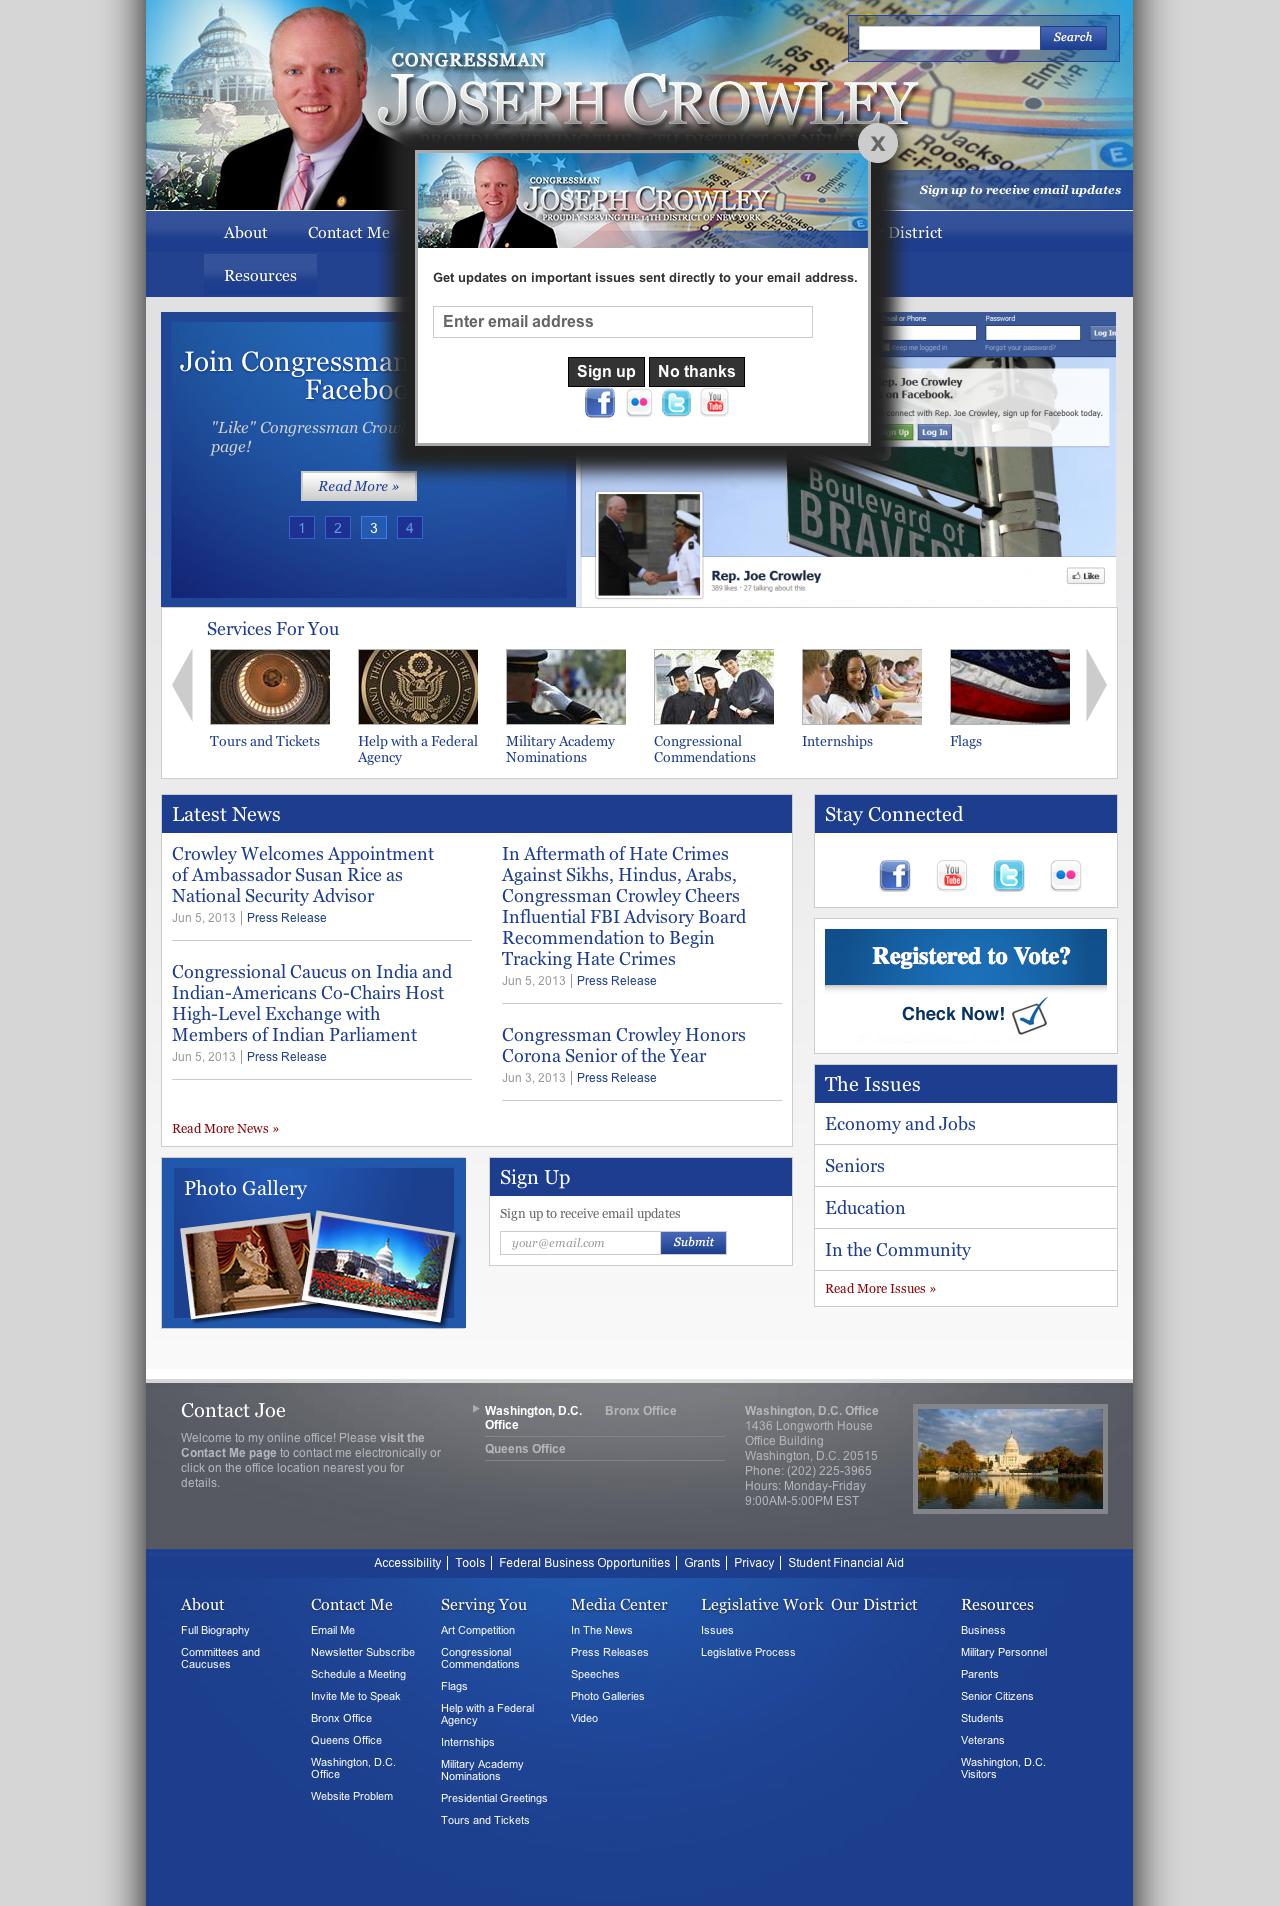 CONGRESSMAN
JOSEPH CROWLEY
Search
65 St
M-R
Jackson
Roosev
E-F
E
Sign up to receive email updates
About
Contact Me
District
Resources
X
CONGRESSMAN
JOSEPH CROWLEY
PROUDLY SERVING THE 14TH DISTRICT OF NEW YORK
Get updates on important issues sent directly to your email address.
Enter email address
Sign up
No thanks
You
Tube
Join Congressman
Faceboo
"Like" Congressman Crow
page!
Read More »
1
2
3
4
Email or Phone
Password
Log In
Keep me logged in
Forgot your password?
ep. Joe Crowley
on Facebook.
connect with Rep. Joe Crowley, sign up for Facebook today.
gn Up
Log In
Boulevard of
BRAVERY
Rep. Joe Crowley
389 likes · 27 talking about this
Like
Services For You
Tours and Tickets
Help with a Federal
Agency
Military Academy
Nominations
Congressional
Commendations
Internships
Flags
Latest News
Crowley Welcomes Appointment
of Ambassador Susan Rice as
National Security Advisor
Jun 5, 2013 | Press Release
Congressional Caucus on India and
Indian-Americans Co-Chairs Host
High-Level Exchange with
Members of Indian Parliament
Jun 5, 2013 | Press Release
In Aftermath of Hate Crimes
Against Sikhs, Hindus, Arabs,
Congressman Crowley Cheers
Influential FBI Advisory Board
Recommendation to Begin
Tracking Hate Crimes
Jun 5, 2013 | Press Release
Congressman Crowley Honors
Corona Senior of the Year
Jun 3, 2013 | Press Release
Read More News »
Stay Connected
You
Tube
Registered to Vote?
Check Now!
The Issues
Economy and Jobs
Seniors
Education
In the Community
Read More Issues »
Photo Gallery
Sign Up
Sign up to receive email updates
your@email.com
Submit
Contact Joe
Welcome to my online office! Please visit the
Contact Me page to contact me electronically or
click on the office location nearest you for
details.
Washington, D.C.
Office
Bronx Office
Queens Office
Washington, D.C. Office
1436 Longworth House
Office Building
Washington, D.C. 20515
Phone: (202) 225-3965
Hours: Monday-Friday
9:00AM-5:00PM EST
Accessibility | Tools | Federal Business Opportunities | Grants | Privacy | Student Financial Aid
About
Full Biography
Committees and
Caucuses
Contact Me
Email Me
Newsletter Subscribe
Schedule a Meeting
Invite Me to Speak
Bronx Office
Queens Office
Washington, D.C.
Office
Website Problem
Serving You
Art Competition
Congressional
Commendations
Flags
Help with a Federal
Agency
Internships
Military Academy
Nominations
Presidential Greetings
Tours and Tickets
Media Center
In The News
Press Releases
Speeches
Photo Galleries
Video
Legislative Work
Issues
Legislative Process
Our District
Resources
Business
Military Personnel
Parents
Senior Citizens
Students
Veterans
Washington, D.C.
Visitors